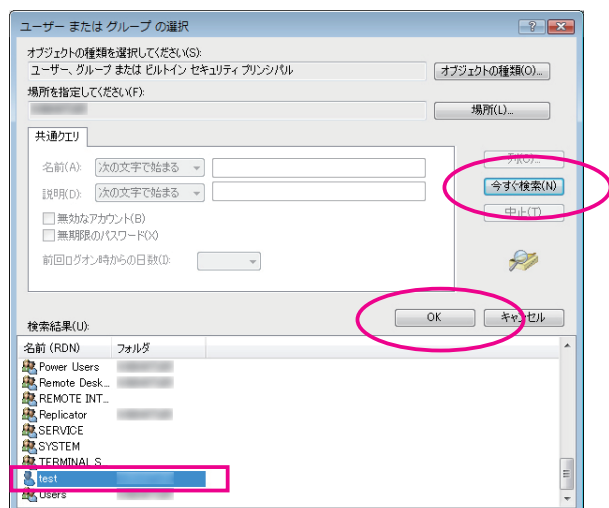 ユーザー または グループ の選択
オブジェクトの種類を選択してください(S):
ユーザー、グループ または ビルトイン セキュリティ プリンシパル
オブジェクトの種類(O)...
場所を指定してください(F):
場所(L)...
共通クエリ
列(C)...
名前(A):
次の文字で始まる
今すぐ検索(N)
説明(D):
次の文字で始まる
中止(T)
無効なアカウント(B)
無期限のパスワード(X)
前回ログオン時からの日数(I):
OK
キャンセル
検索結果(U):
名前 (RDN)
フォルダ
Power Users
Remote Desk...
REMOTE INT...
Replicator
SERVICE
SYSTEM
TERMINAL S...
test
Users